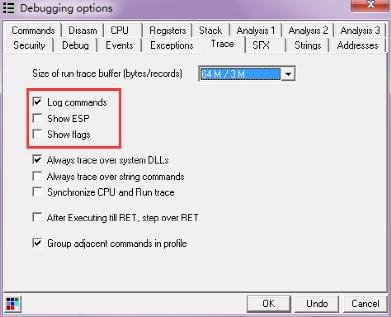 Debugging options
Commands Disasm CPU Registers Stack Analysis 1 Analysis 2 Analysis 3
Security Debug Events Exceptions Trace SFX Strings Addresses
Size of run trace buffer (bytes/records) 64 M / 3 M
Log commands
Show ESP
Show flags
Always trace over system DLLs
Always trace over string commands
Synchronize CPU and Run trace
After Executing till RET, step over RET
Group adjacent commands in profile
OK Undo Cancel